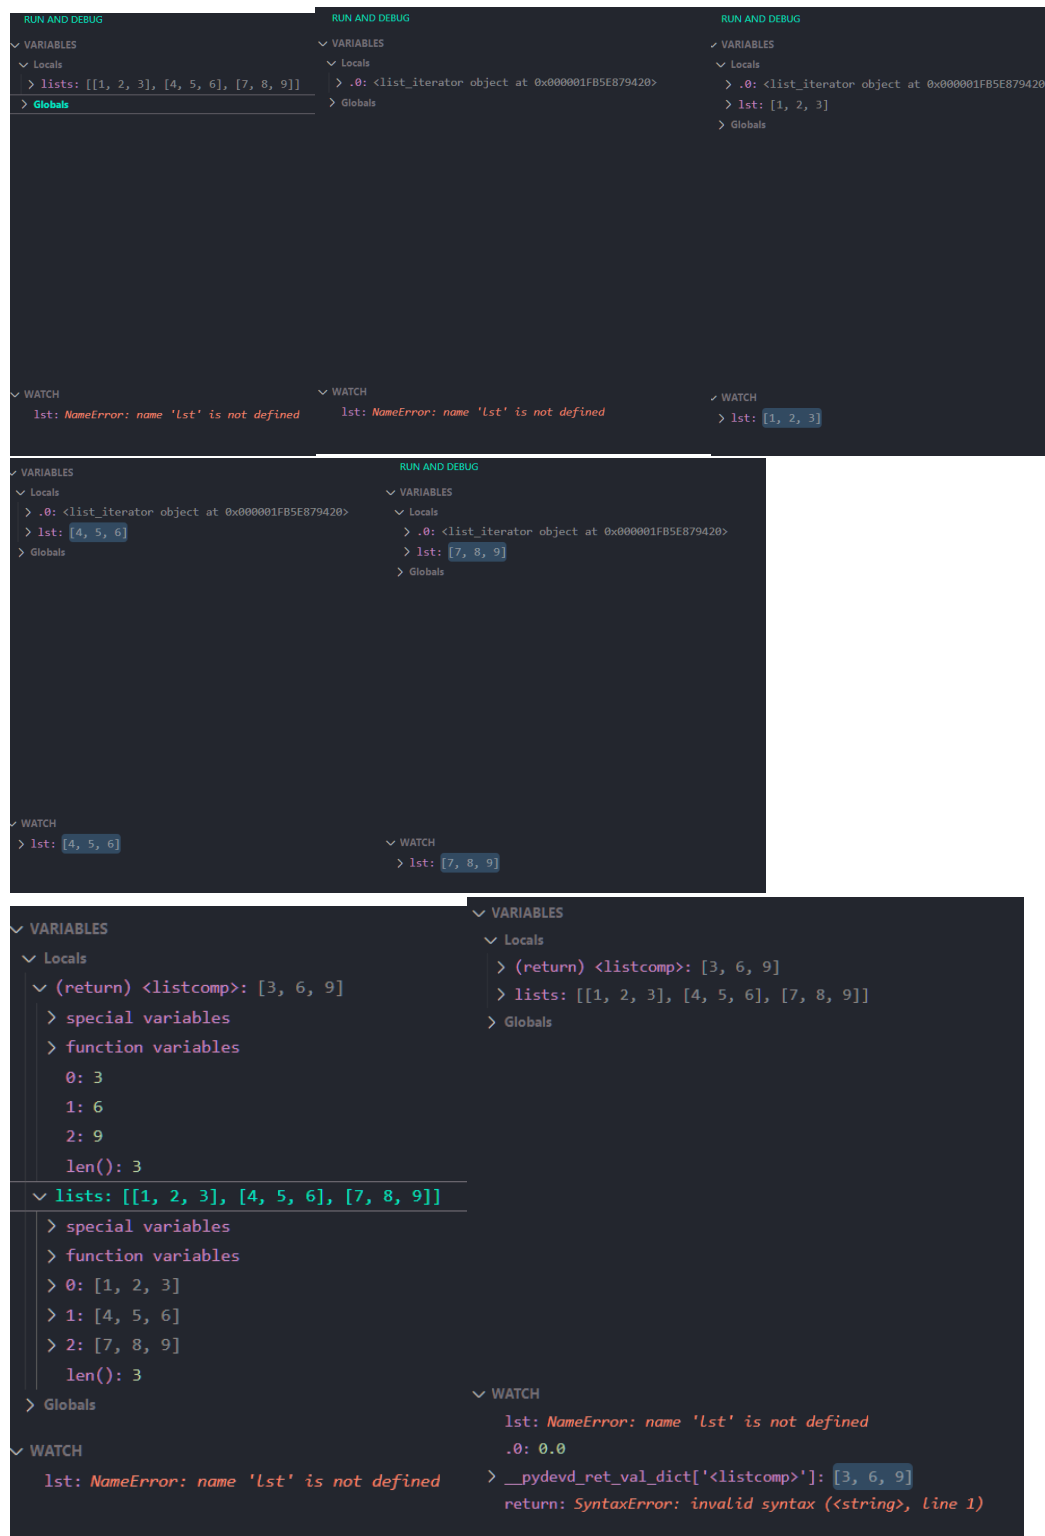 RUN AND DEBUG
VARIABLES
Locals
lists: [[1, 2, 3], [4, 5, 6], [7, 8, 9]]
Globals
WATCH
lst: NameError: name 'lst' is not defined
RUN AND DEBUG
VARIABLES
Locals
.0: <list_iterator object at 0x000001FB5E879420>
Globals
WATCH
lst: NameError: name 'lst' is not defined
RUN AND DEBUG
VARIABLES
Locals
.0: <list_iterator object at 0x000001FB5E879420
lst: [1, 2, 3]
Globals
WATCH
lst: [1, 2, 3]
VARIABLES
Locals
.0: <list_iterator object at 0x000001FB5E879420>
lst: [4, 5, 6]
Globals
WATCH
lst: [4, 5, 6]
RUN AND DEBUG
VARIABLES
Locals
.0: <list_iterator object at 0x000001FB5E879420>
lst: [7, 8, 9]
Globals
WATCH
lst: [7, 8, 9]
VARIABLES
Locals
(return) <listcomp>: [3, 6, 9]
special variables
function variables
0: 3
1: 6
2: 9
len(): 3
lists: [[1, 2, 3], [4, 5, 6], [7, 8, 9]]
special variables
function variables
0: [1, 2, 3]
1: [4, 5, 6]
2: [7, 8, 9]
len(): 3
Globals
WATCH
lst: NameError: name 'lst' is not defined
VARIABLES
Locals
(return) <listcomp>: [3, 6, 9]
lists: [[1, 2, 3], [4, 5, 6], [7, 8, 9]]
Globals
WATCH
lst: NameError: name 'lst' is not defined
.0: 0.0
__pydevd_ret_val_dict['<listcomp>']: [3, 6, 9]
return: SyntaxError: invalid syntax (<string>, line 1)